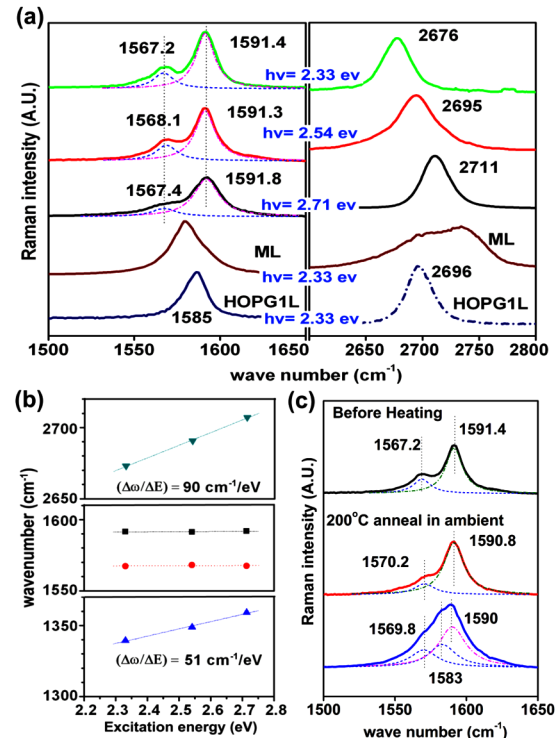 (a)
1567.2 1591.4 2676
hν= 2.33 ev
1568.1 1591.3 2695
hν= 2.54 ev
1567.4 1591.8 2711
hν= 2.71 ev
ML ML
hν= 2.33 ev
HOPG1L 2696 HOPG1L
1585 hν= 2.33 ev
Raman intensity (A.U.)
1500 1550 1600 1650 2650 2700 2750 2800
wave number (cm-1)
(b)
2700
2650
(Δω/ΔE) = 90 cm-1/eV
1600
1550
1350
1300
(Δω/ΔE) = 51 cm-1/eV
wavenumber (cm-1)
2.2 2.3 2.4 2.5 2.6 2.7 2.8
Excitation energy (eV)
(c)
Before Heating
1567.2 1591.4
200°C anneal in ambient
1570.2 1590.8
1569.8 1590
1583
Raman intensity (A.U.)
1500 1550 1600 1650
wave number (cm-1)